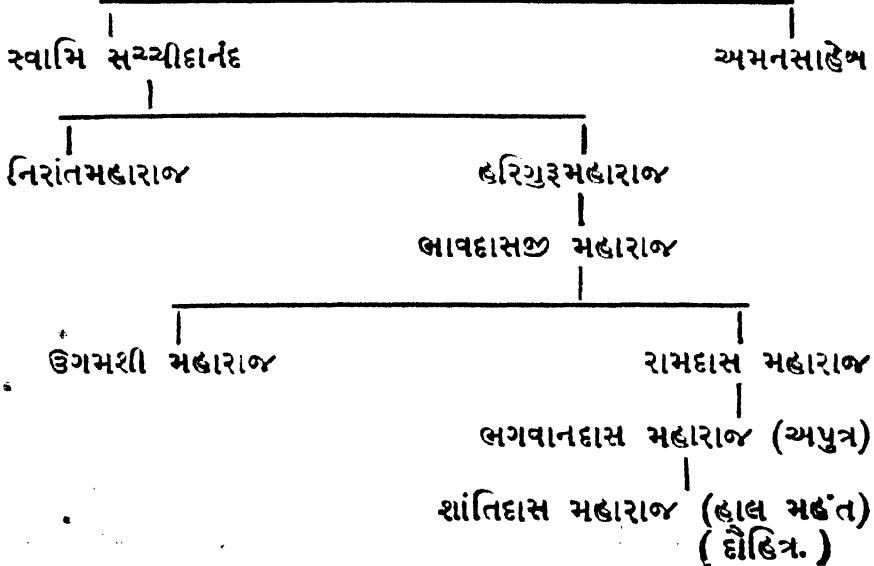 સ્વામિ સચ્ચીદાનંદ અમનસાહેબ
નિરાંતમહારાજ હરિગુરૂમહારાજ
ભાવદાસજી મહારાજ
ઉગમશી મહારાજ રામદાસ મહારાજ
ભગવાનદાસ મહારાજ (અપુત્ર)
શાંતિદાસ મહારાજ (હાલ મહંત)
( દૌહિત્ર. )